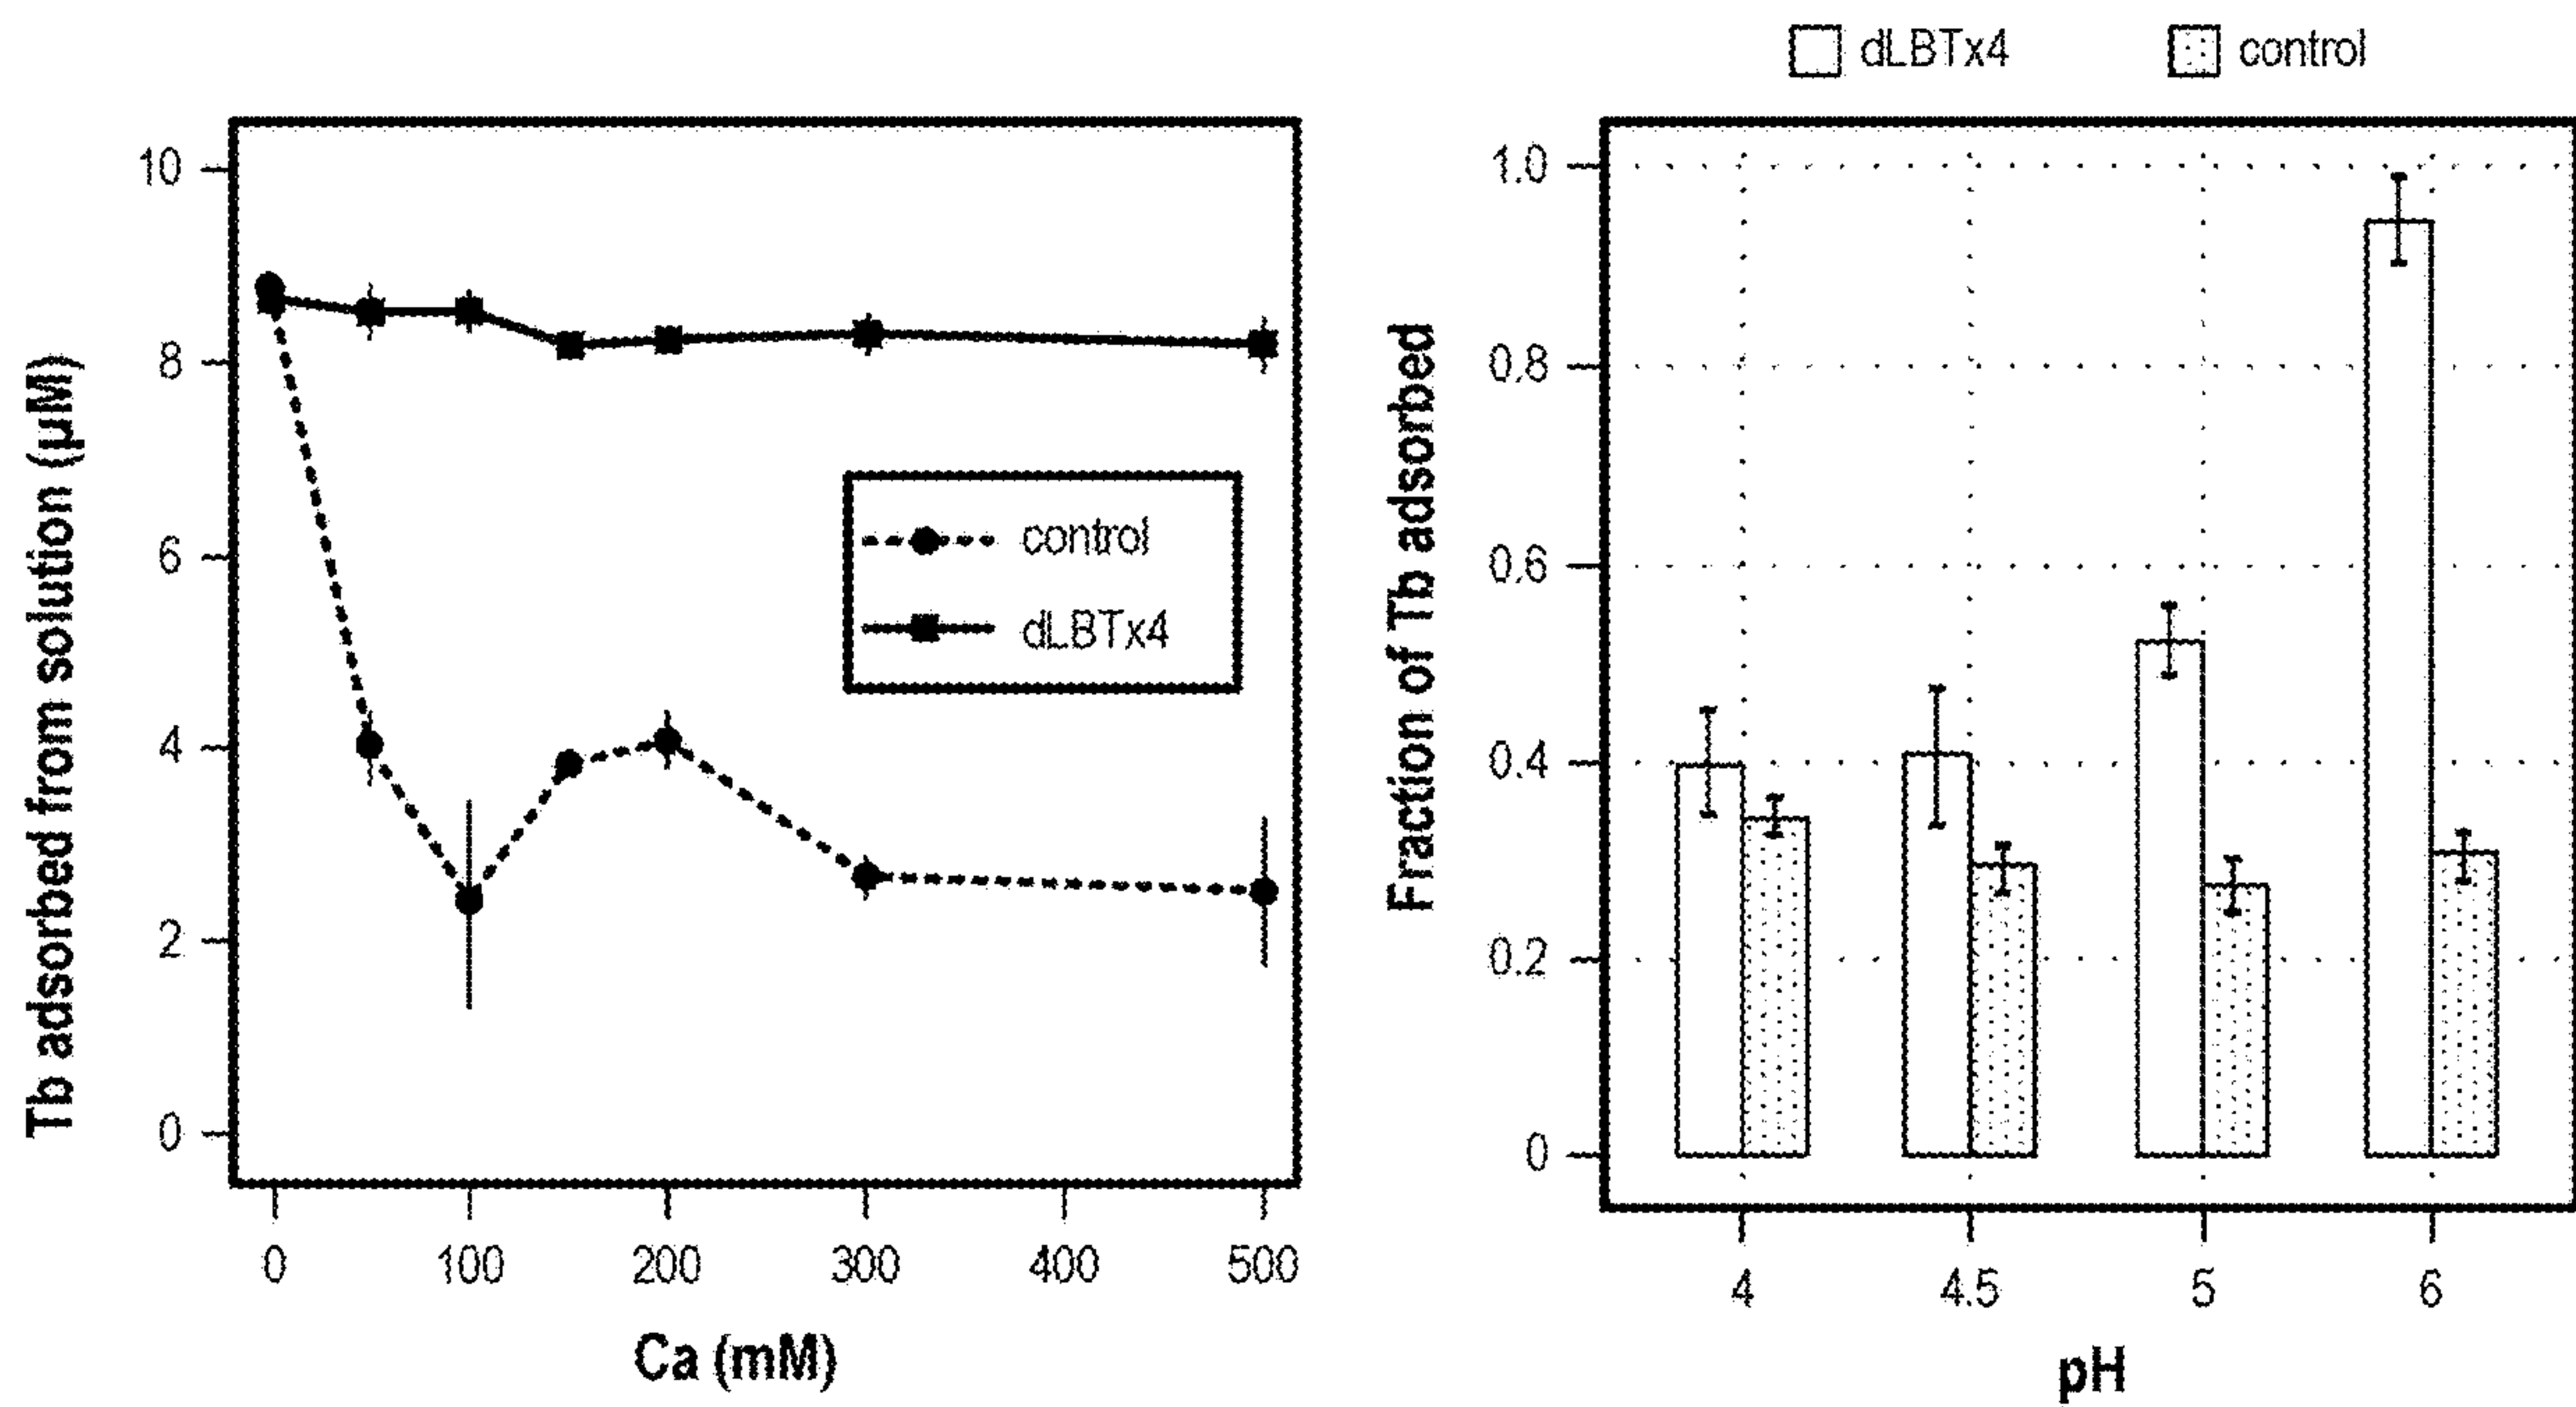 Tb adsorbed from solution (µM)
10
8
6
4
2
0
control
dLBTx4
0 100 200 300 400 500
Ca (mM)
dLBTx4 control
Fraction of Tb adsorbed
1.0
0.8
0.6
0.4
0.2
0
4 4.5 5 6
pH